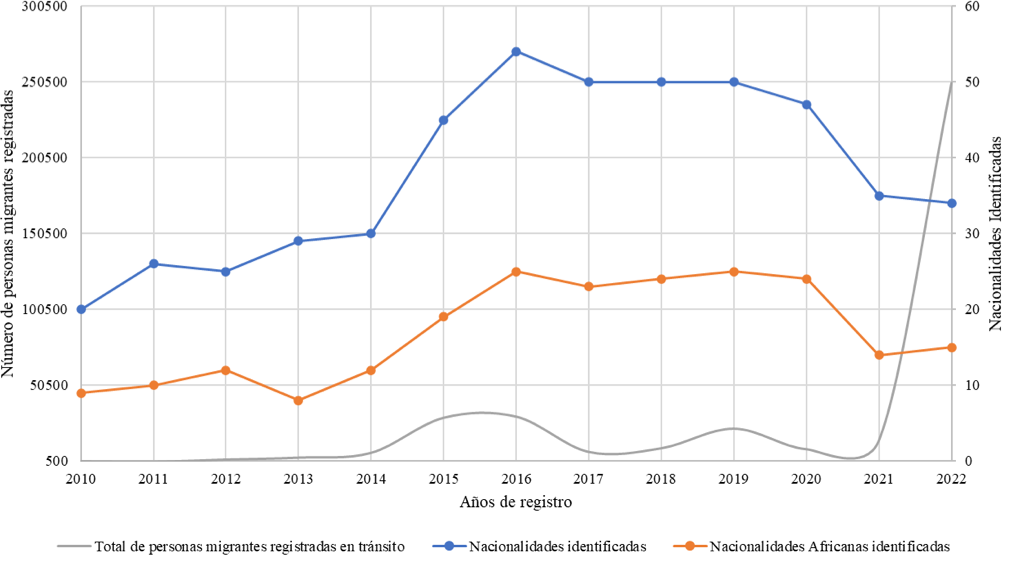 Número de personas migrantes registradas
300500
250500
200500
150500
100500
50500
500
60
50
40
30
20
10
0
Nacionalidades Identificadas
2010 2011 2012 2013 2014 2015 2016 2017 2018 2019 2020 2021 2022
Años de registro
Total de personas migrantes registradas en tránsito Nacionalidades identificadas Nacionalidades Africanas identificadas